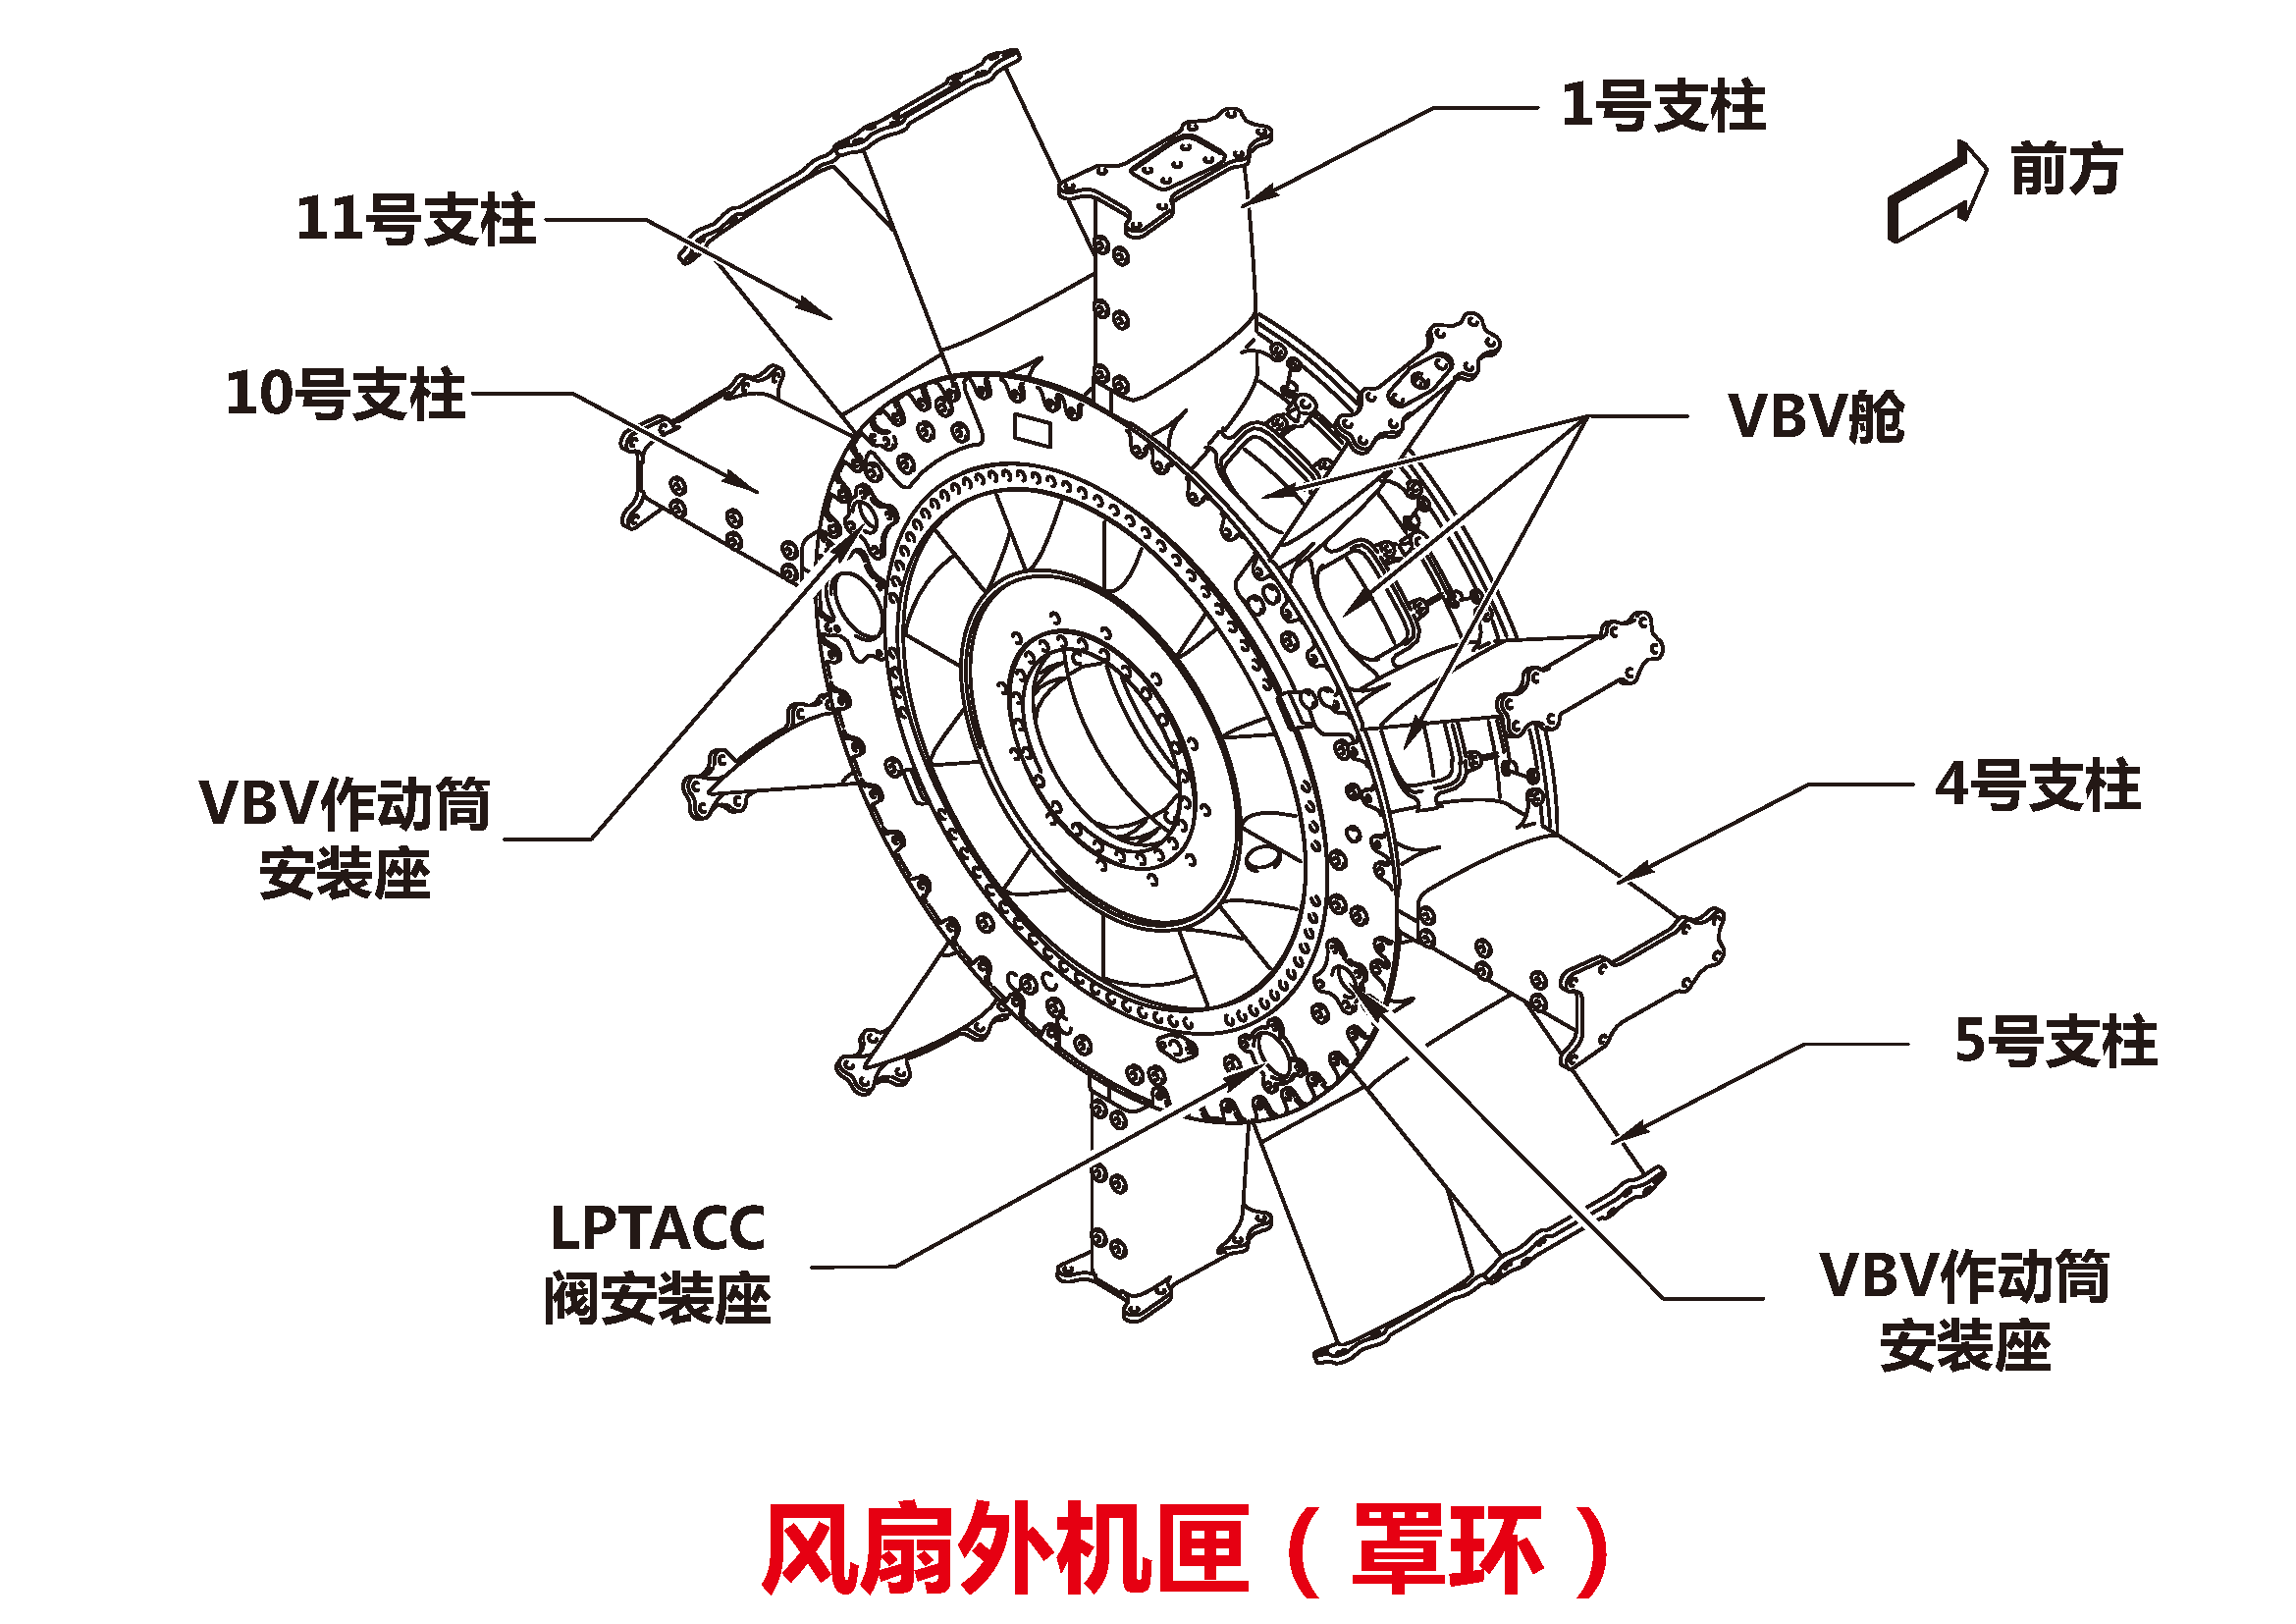 1号支柱
前方
11号支柱
10号支柱
VBV舱
VBV作动筒
安装座
4号支柱
5号支柱
LPTACC
阀安装座
VBV作动筒
安装座
风扇外机匣（罩环）